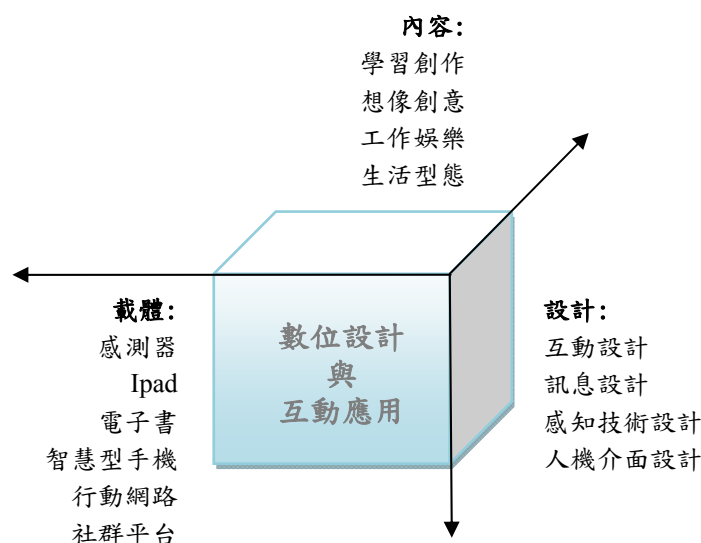 內容:
學習創作
想像創意
工作娛樂
生活型態
載體:
感測器
Ipad
電子書
智慧型手機
行動網路
社群平台
數位設計
與
互動應用
設計:
互動設計
訊息設計
感知技術設計
人機介面設計